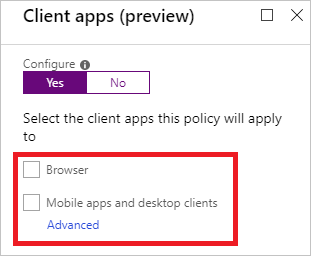 Client apps (preview)
Configure
Yes No
Select the client apps this policy will apply
to
Browser
Mobile apps and desktop clients
Advanced